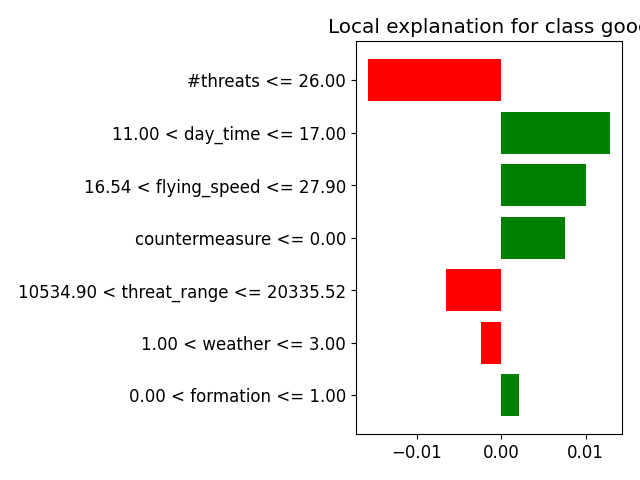 Local explanation for class good
#threats <= 26.00
11.00 < day_time <= 17.00
16.54 < flying_speed <= 27.90
countermeasure <= 0.00
10534.90 < threat_range <= 20335.52
1.00 < weather <= 3.00
0.00 < formation <= 1.00
−0.01 0.00 0.01